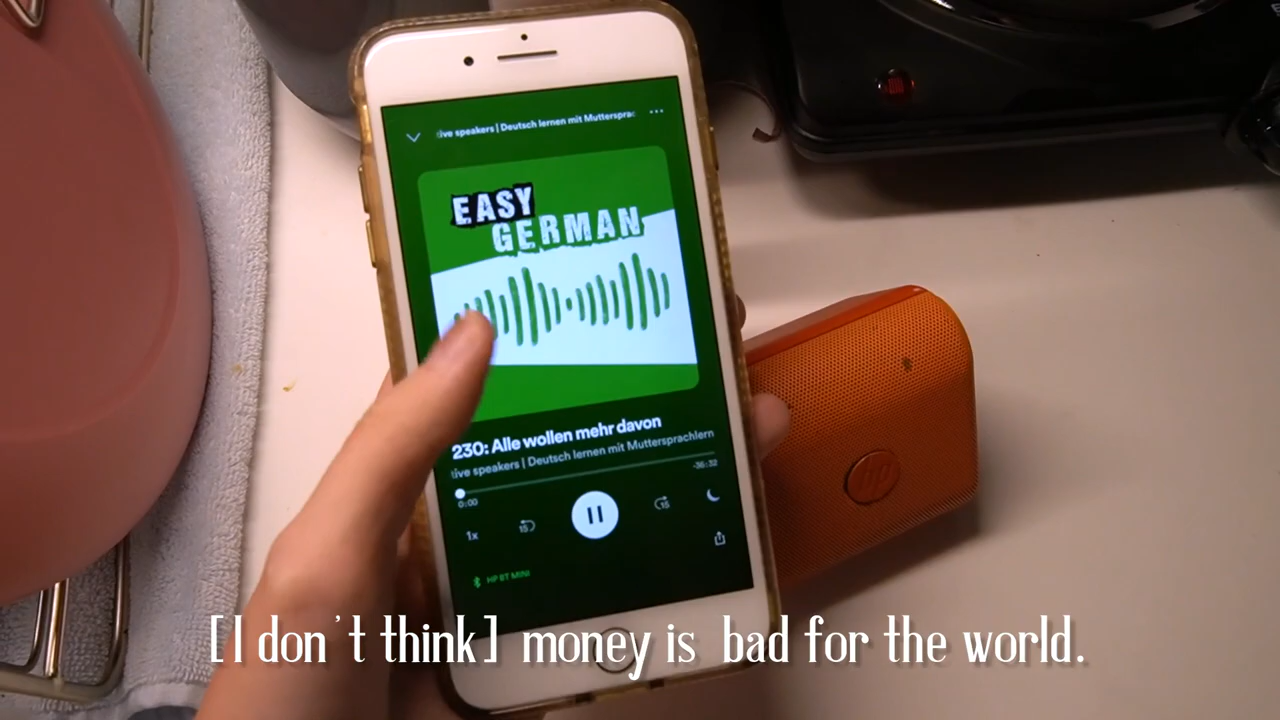 ive speakers | Deutsch lernen mit Mutterspra
EASY
GERMAN
230: Alle wollen mehr davon
ive speakers | Deutsch lernen mit Muttersprachlern
0:00
-36:32
1x
15
15
HP BT MINI
hp
[I don't think] money is bad for the world.